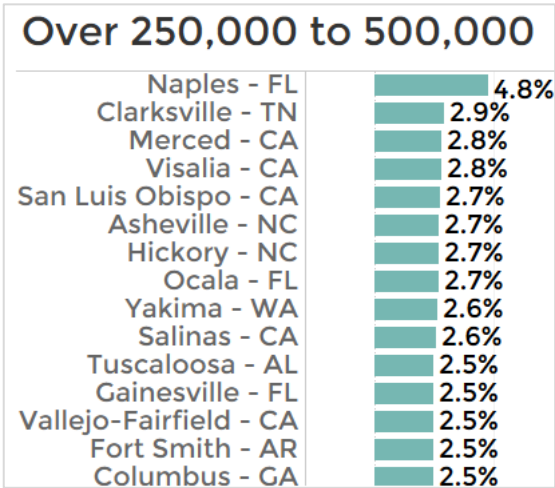 Over 250,000 to 500,000
Naples - FL 4.8%
Clarksville - TN 2.9%
Merced - CA 2.8%
Visalia - CA 2.8%
San Luis Obispo - CA 2.7%
Asheville - NC 2.7%
Hickory - NC 2.7%
Ocala - FL 2.7%
Yakima - WA 2.6%
Salinas - CA 2.6%
Tuscaloosa - AL 2.5%
Gainesville - FL 2.5%
Vallejo-Fairfield - CA 2.5%
Fort Smith - AR 2.5%
Columbus - GA 2.5%